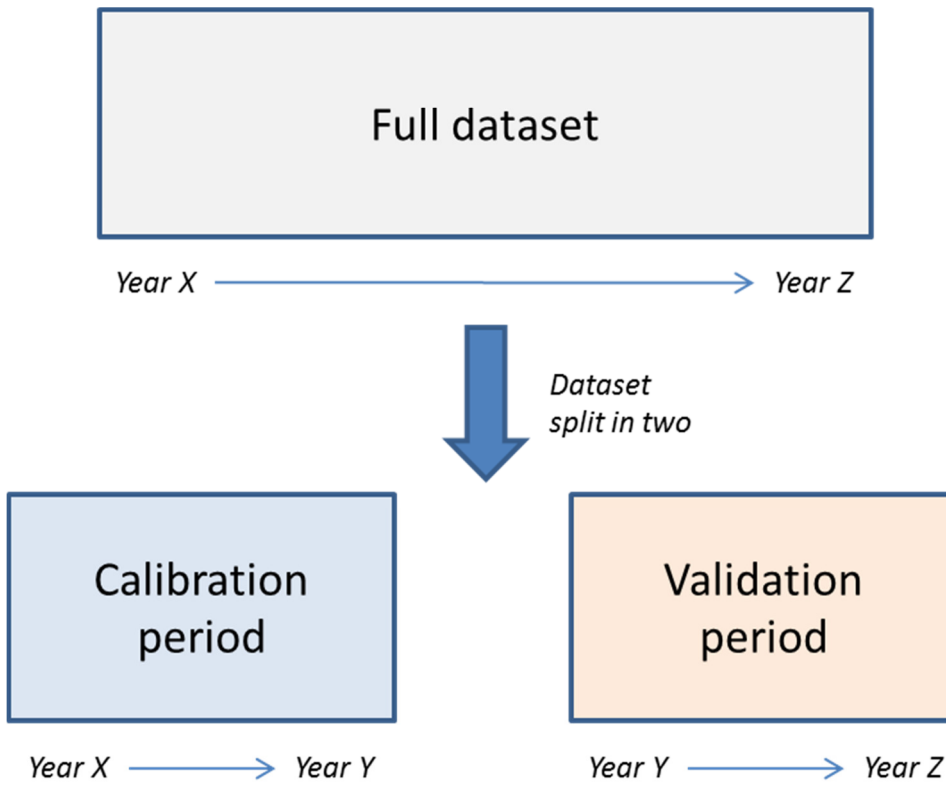 Full dataset
Year X
Year Z
Dataset
split in two
Calibration
period
Validation
period
Year X
Year Y
Year Y
Year Z